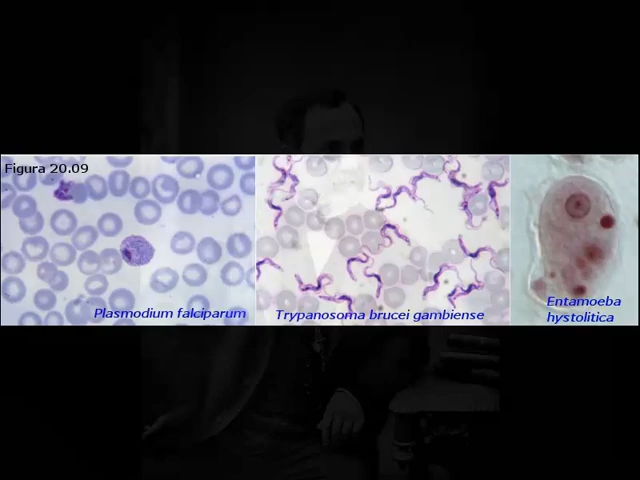 Figura 20.09
Plasmodium falciparum
Trypanosoma brucei gambiense
Entamoeba
hystolitica